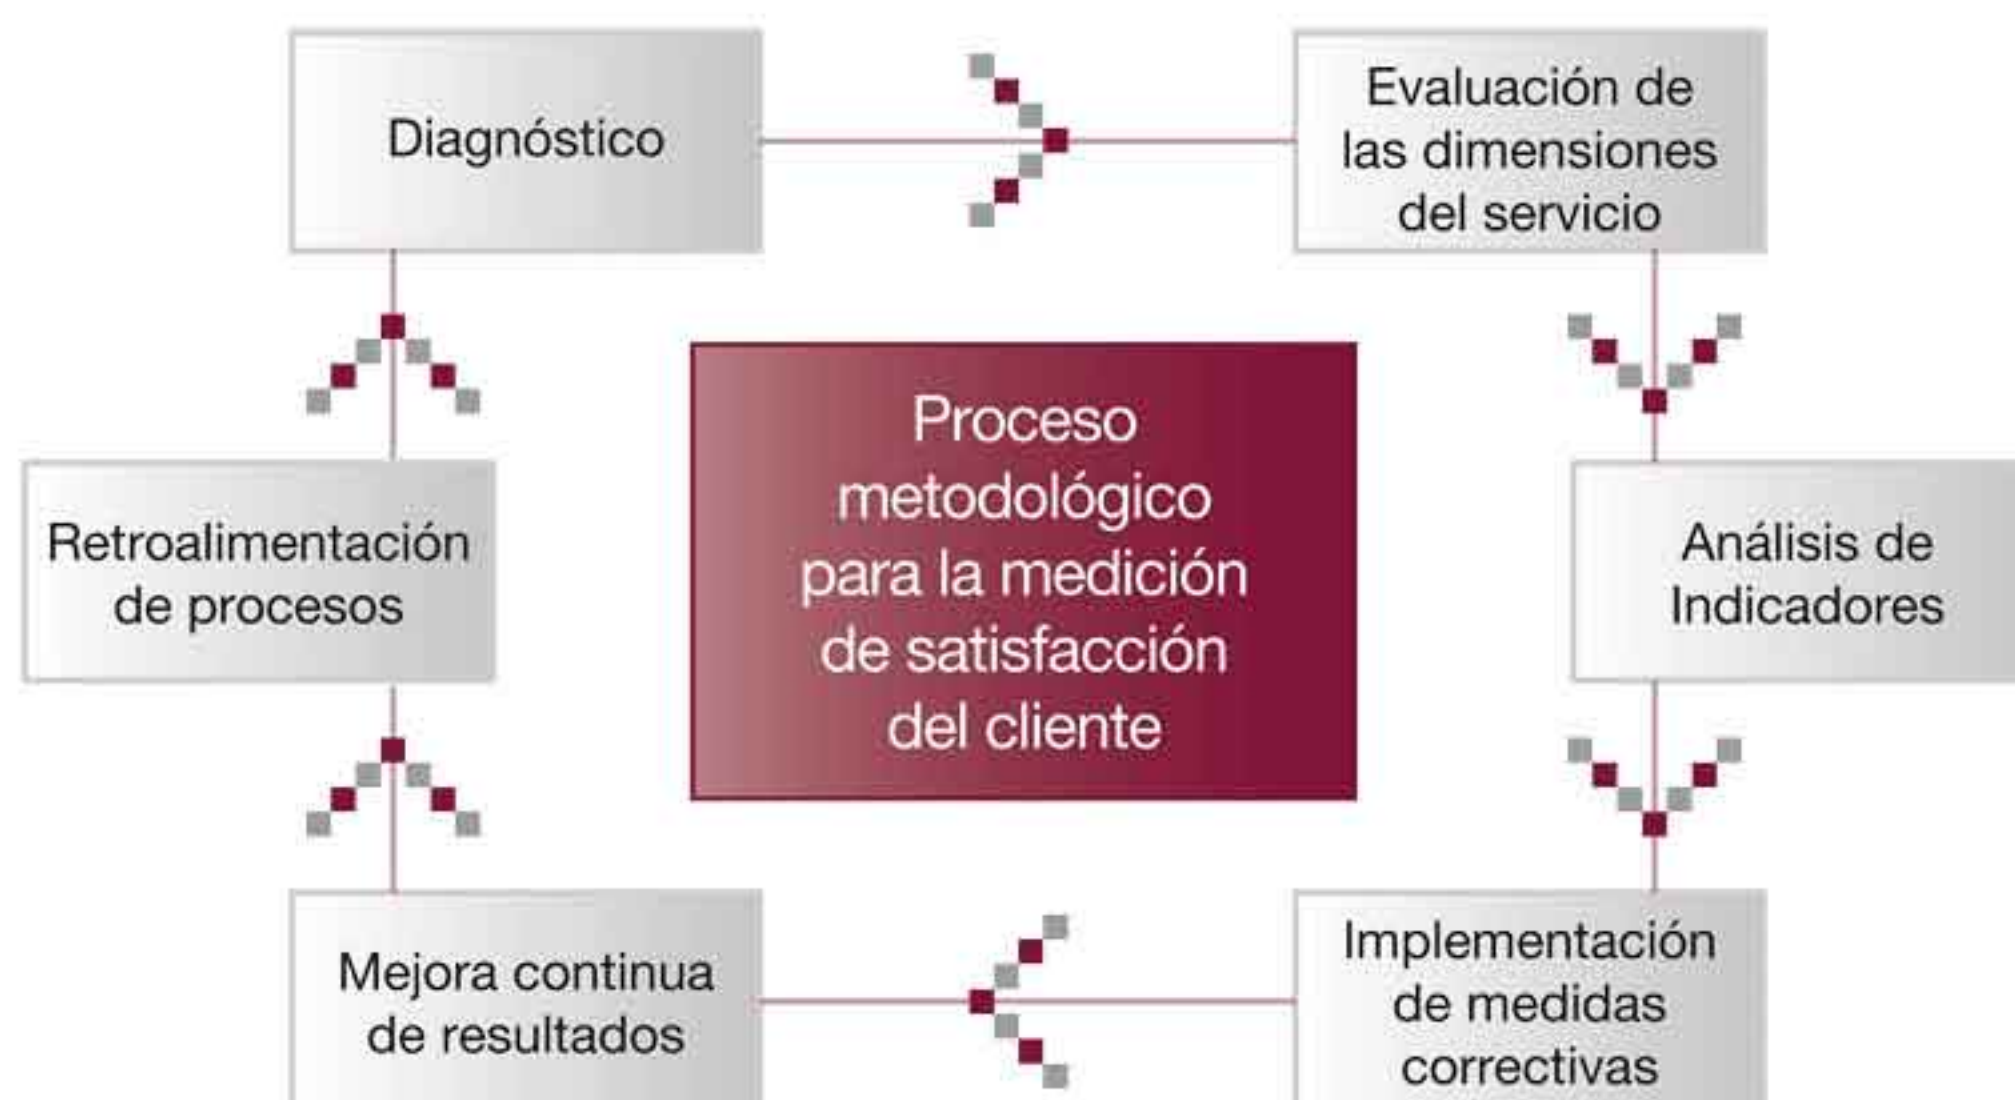 Diagnóstico
Evaluación de
las dimensiones
del servicio
Proceso
metodológico
para la medición
de satisfacción
del cliente
Retroalimentación
de procesos
Análisis de
Indicadores
Mejora continua
de resultados
Implementación
de medidas
correctivas